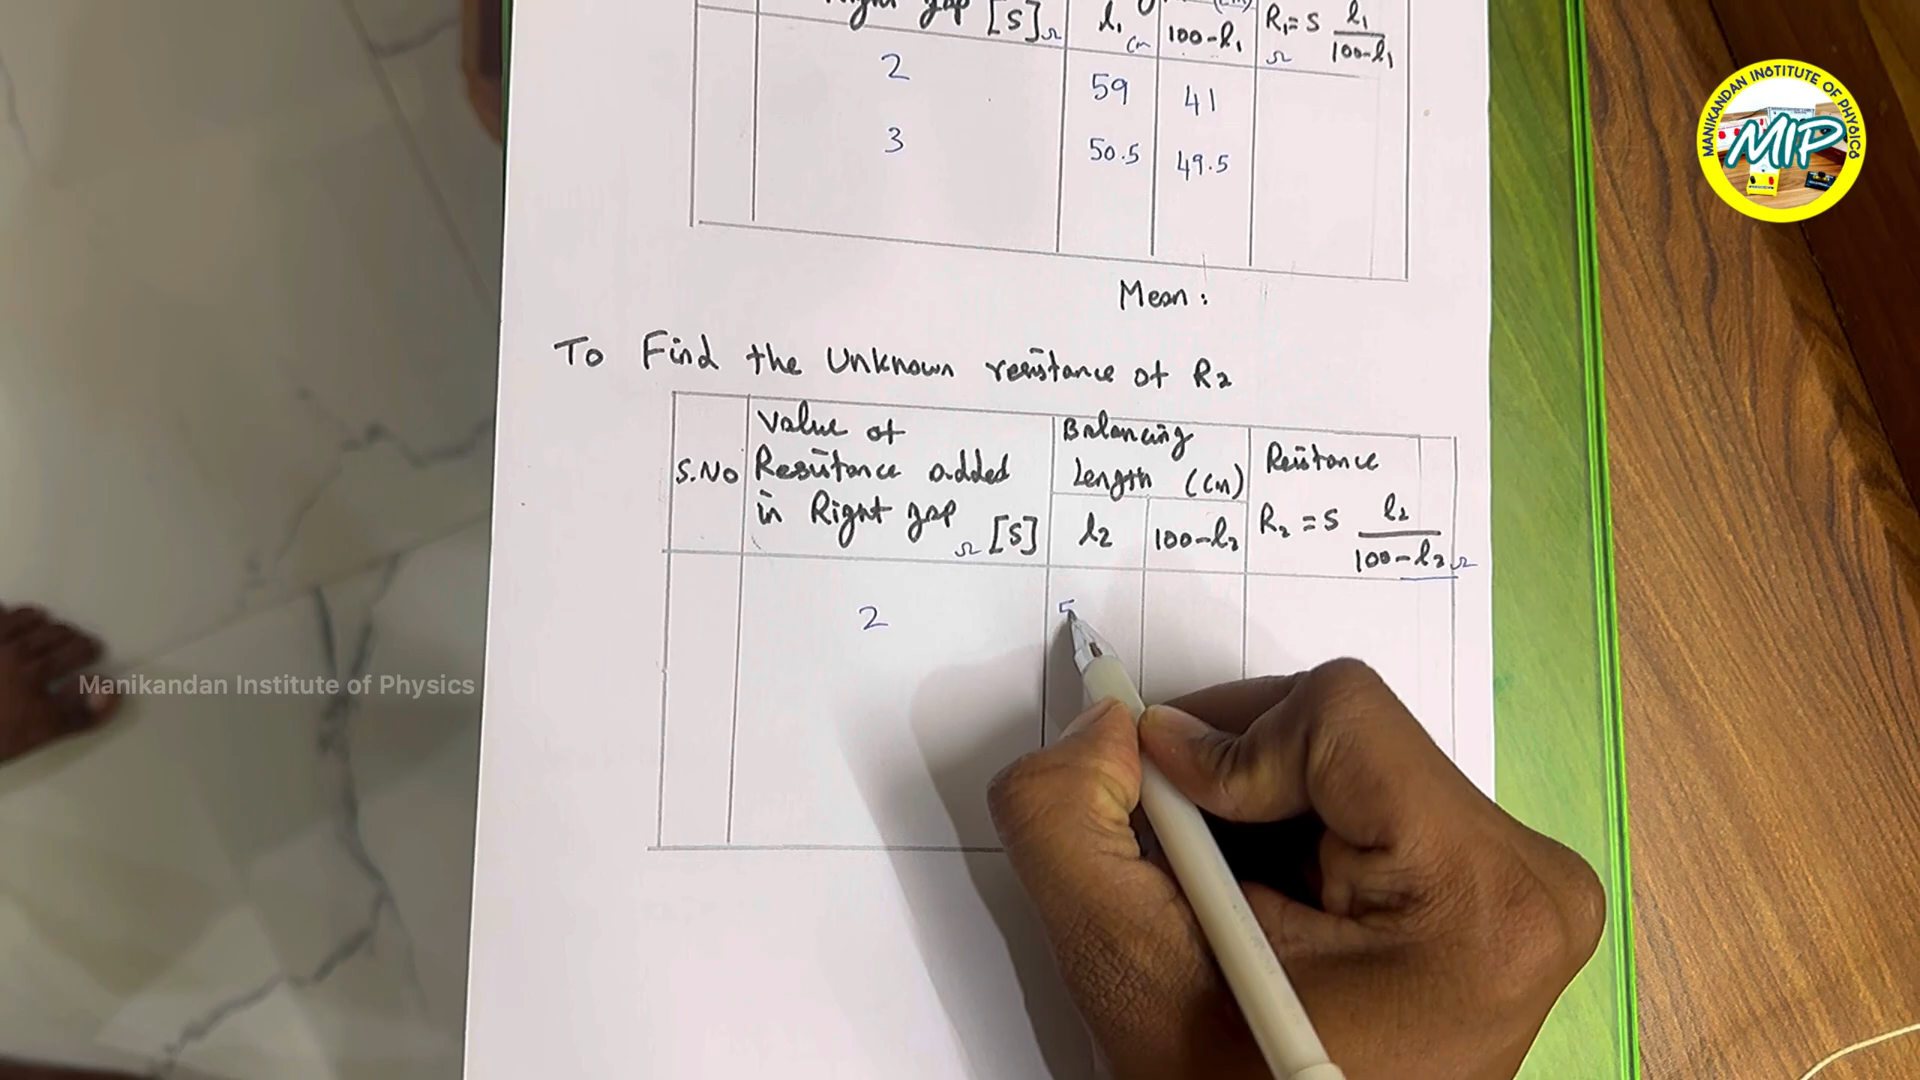 Right gap [S] Ω
l₁ cm
100-l₁
R₁ = S l₁/100-l₁
Ω
2 59 41
3 50.5 49.5
Mean :
To Find the Unknown resistance of R₂
S.No
Value of
Resistance added
in Right gap Ω [S]
Balancing
Length (cm)
l₂ 100-l₂
Resistance
R₂ = S l₂/100-l₂ Ω
2 5
MANIKANDAN INSTITUTE OF PHYSICS
MIP
Manikandan Institute of Physics